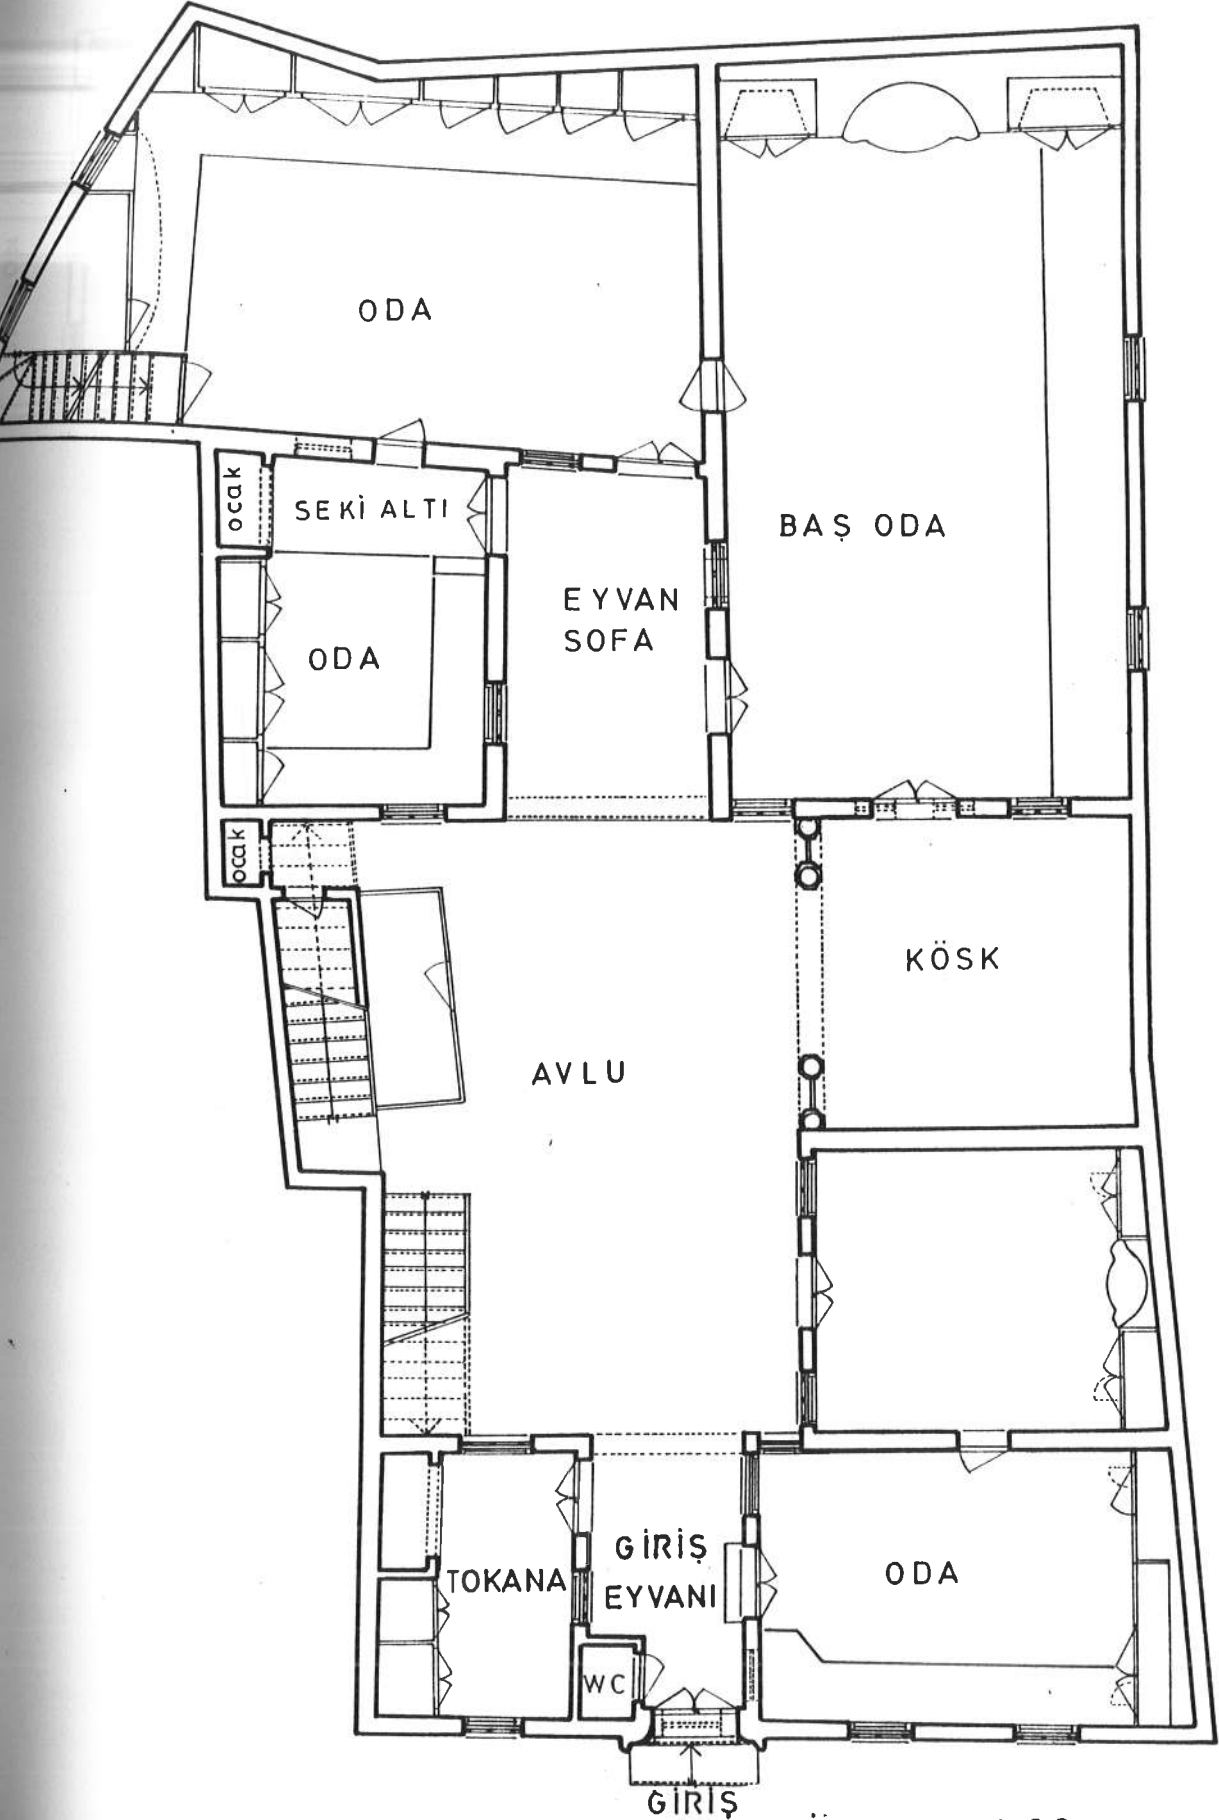 ODA
ocak
SEKİ ALTI
BAŞ ODA
EYVAN
SOFA
ODA
ocak
KÖSK
AVLU
GİRİŞ
EYVANI
TOKANA
ODA
WC
GİRİŞ